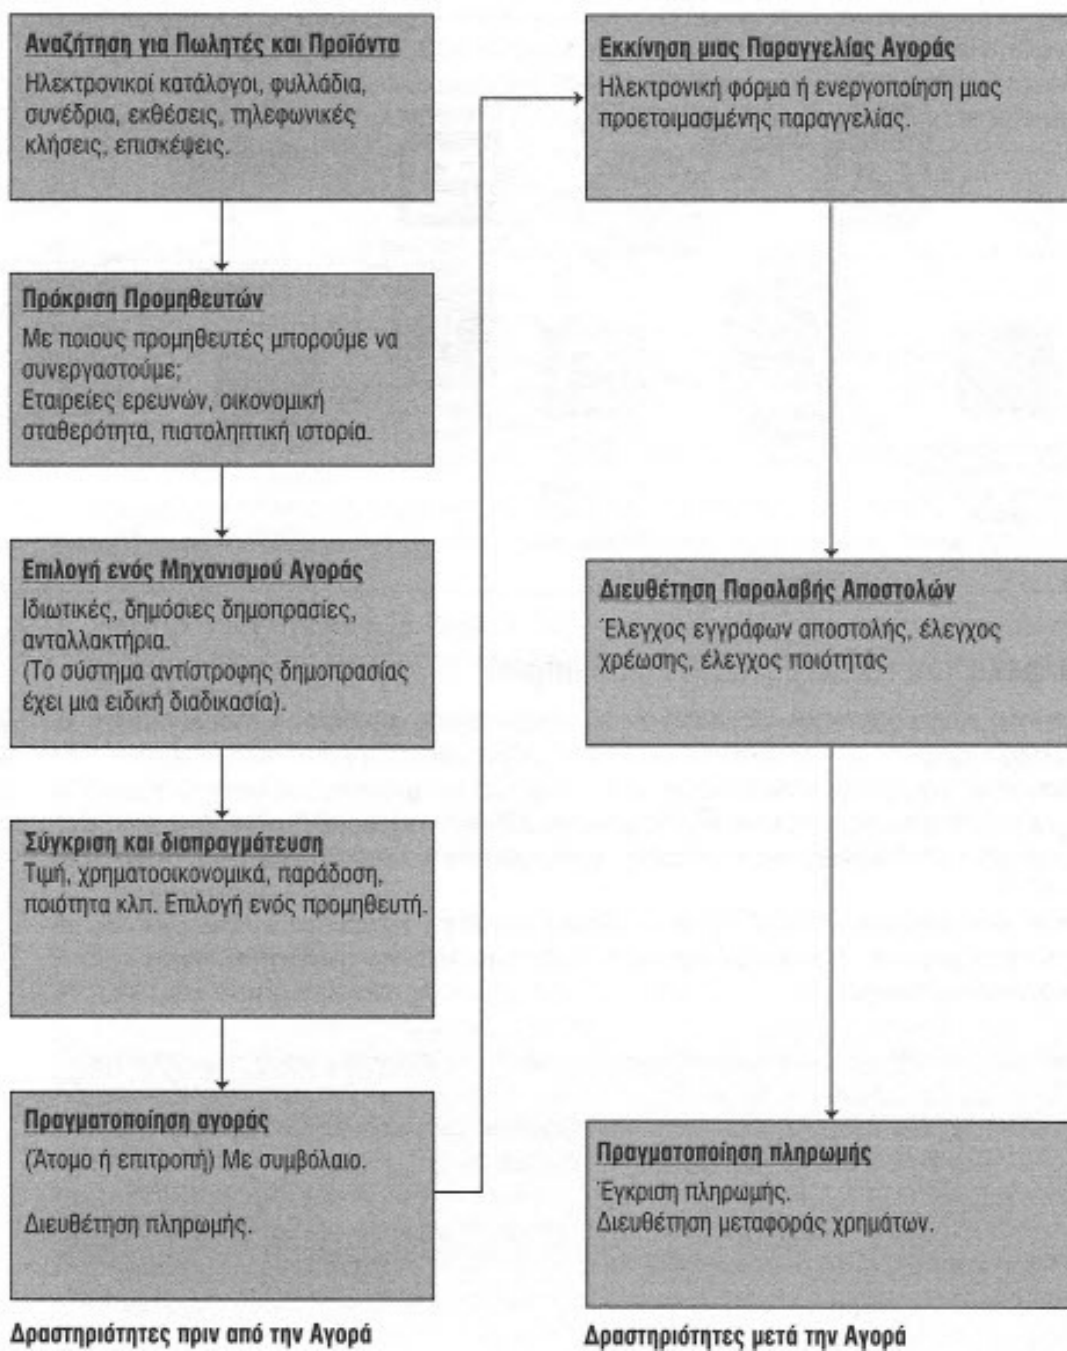 Αναζήτηση για Πωλητές και Προϊόντα
Ηλεκτρονικοί κατάλογοι, φυλλάδια,
συνέδρια, εκθέσεις, τηλεφωνικές
κλήσεις, επισκέψεις.
Πρόκριση Προμηθευτών
Με ποιους προμηθευτές μπορούμε να
συνεργαστούμε;
Εταιρείες ερευνών, οικονομική
σταθερότητα, πιστοληπτική ιστορία.
Επιλογή ενός Μηχανισμού Αγοράς
Ιδιωτικές, δημόσιες δημοπρασίες,
ανταλλακτήρια.
(Το σύστημα αντίστροφης δημοπρασίας
έχει μια ειδική διαδικασία).
Σύγκριση και διαπραγμάτευση
Τιμή, χρηματοοικονομικά, παράδοση,
ποιότητα κλπ. Επιλογή ενός προμηθευτή.
Πραγματοποίηση αγοράς
(Άτομο ή επιτροπή) Με συμβόλαιο.
Διευθέτηση πληρωμής.
Δραστηριότητες πριν από την Αγορά
Εκκίνηση μιας Παραγγελίας Αγοράς
Ηλεκτρονική φόρμα ή ενεργοποίηση μιας
προετοιμασμένης παραγγελίας.
Διευθέτηση Παραλαβής Αποστολών
Έλεγχος εγγράφων αποστολής, έλεγχος
χρέωσης, έλεγχος ποιότητας
Πραγματοποίηση πληρωμής
Έγκριση πληρωμής.
Διευθέτηση μεταφοράς χρημάτων.
Δραστηριότητες μετά την Αγορά